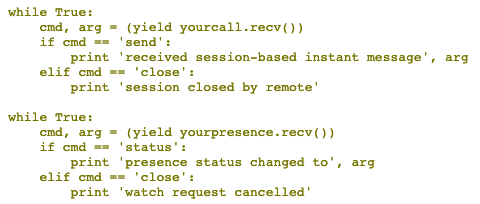 while True:
    cmd, arg = (yield yourcall.recv())
    if cmd == 'send':
        print 'received session-based instant message', arg
    elif cmd == 'close':
        print 'session closed by remote'

while True:
    cmd, arg = (yield yourpresence.recv())
    if cmd == 'status':
        print 'presence status changed to', arg
    elif cmd == 'close':
        print 'watch request cancelled'